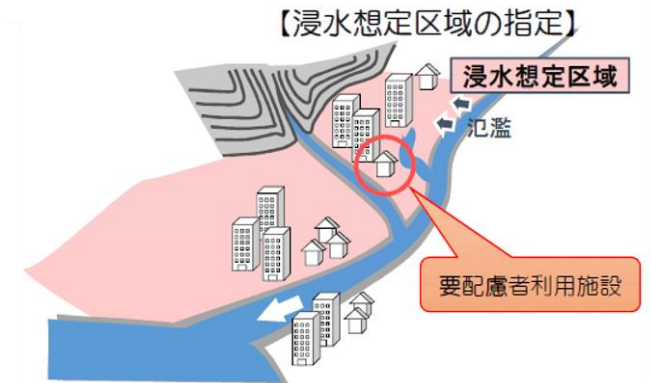 【浸水想定区域の指定】
浸水想定区域
氾濫
要配慮者利用施設